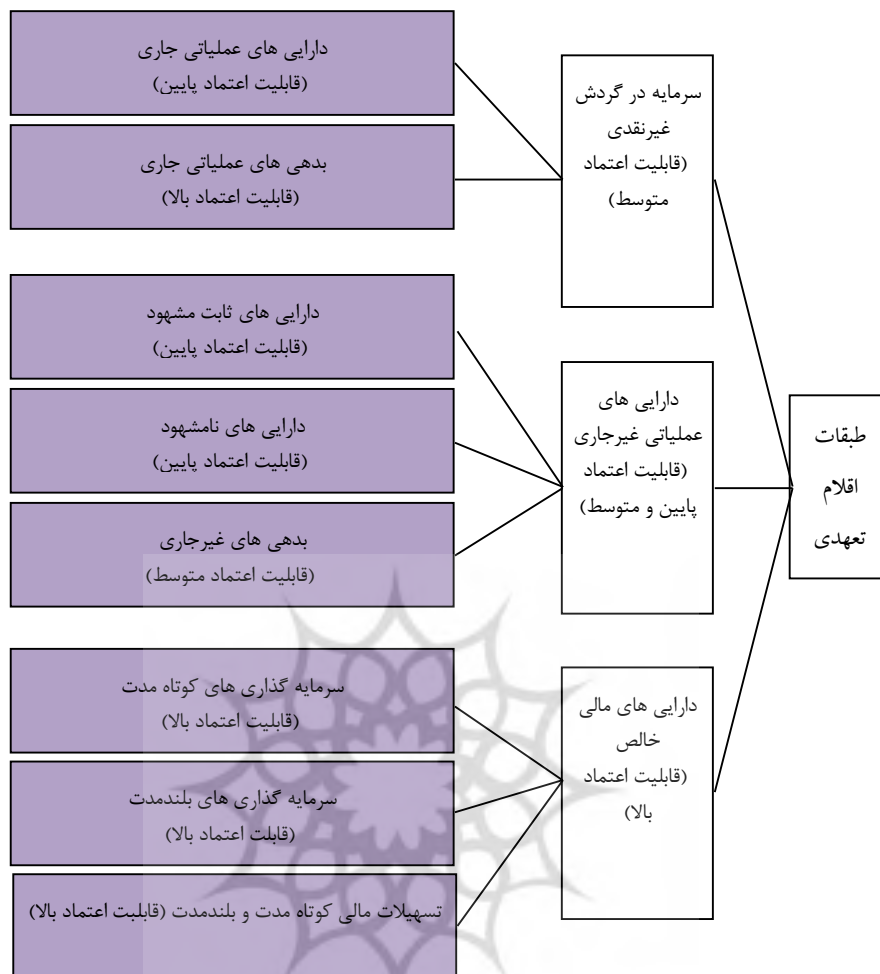 طبقات
اقلام
تعهدی
سرمایه در گردش
غیرنقدی
(قابلیت اعتماد
متوسط)
دارایی های عملیاتی جاری
(قابلیت اعتماد پایین)
بدهی های عملیاتی جاری
(قابلیت اعتماد بالا)
دارایی های
عملیاتی غیرجاری
(قابلیت اعتماد
پایین و متوسط)
دارایی های ثابت مشهود
(قابلیت اعتماد پایین)
دارایی های نامشهود
(قابلیت اعتماد پایین)
بدهی های غیرجاری
(قابلیت اعتماد متوسط)
دارایی های مالی
خالص
(قابلیت اعتماد
بالا)
سرمایه گذاری های کوتاه مدت
(قابلیت اعتماد بالا)
سرمایه گذاری های بلندمدت
(قابلت اعتماد بالا)
تسهیلات مالی کوتاه مدت و بلندمدت (قابلیت اعتماد بالا)